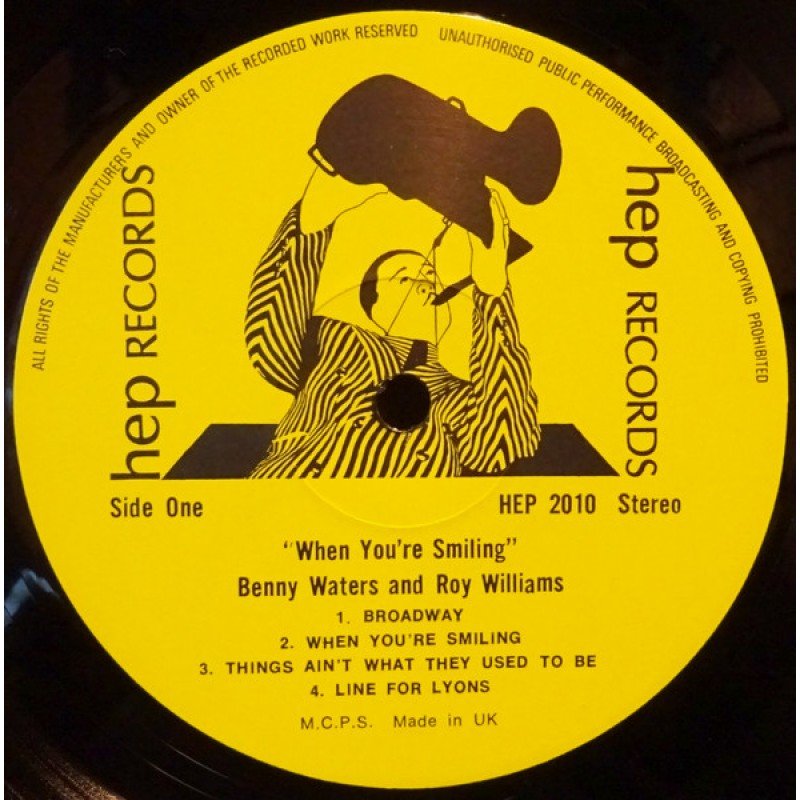 ALL RIGHTS OF THE MANUFACTURERS AND OWNER OF THE RECORDED WORK RESERVED UNAUTHORISED PUBLIC PERFORMANCE BROADCASTING AND COPYING PROHIBITED
hep RECORDS
hep RECORDS
Side One
HEP 2010 Stereo
"When You're Smiling"
Benny Waters and Roy Williams
1. BROADWAY
2. WHEN YOU'RE SMILING
3. THINGS AIN'T WHAT THEY USED TO BE
4. LINE FOR LYONS
M.C.P.S. Made in UK